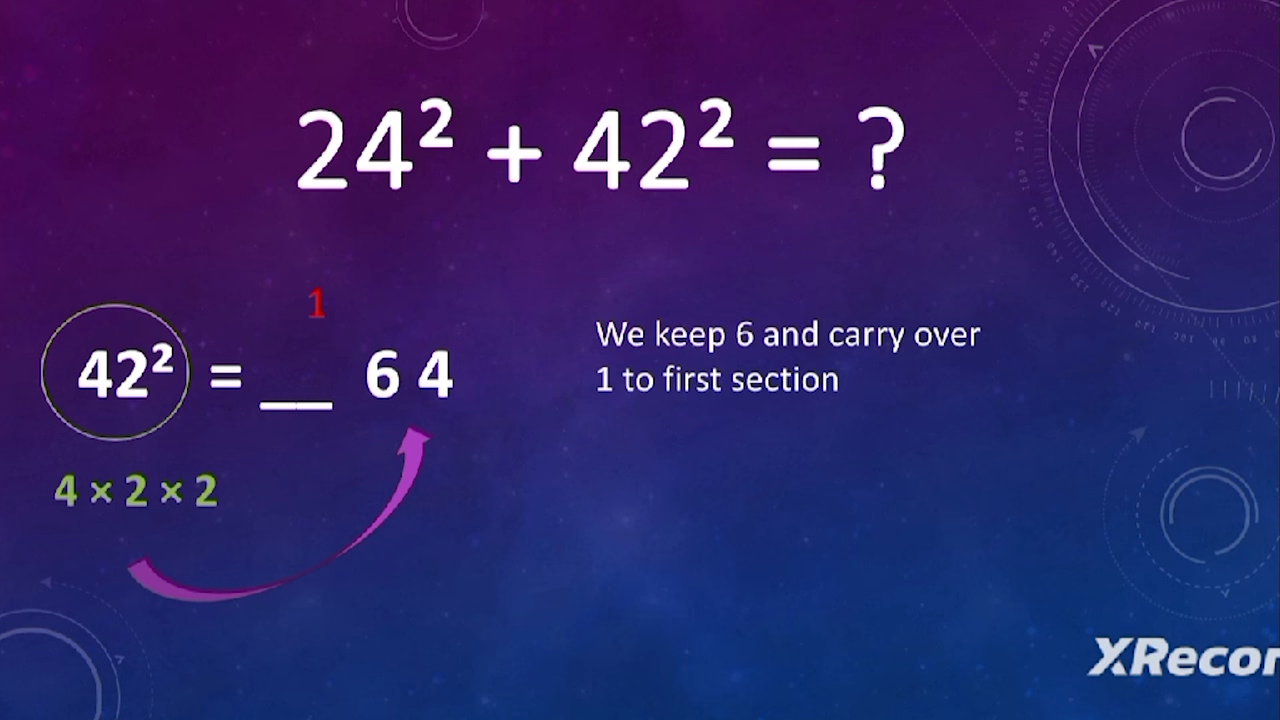 24² + 42² = ?
1
42² = __ 6 4
We keep 6 and carry over
1 to first section
4 × 2 × 2
XRecor